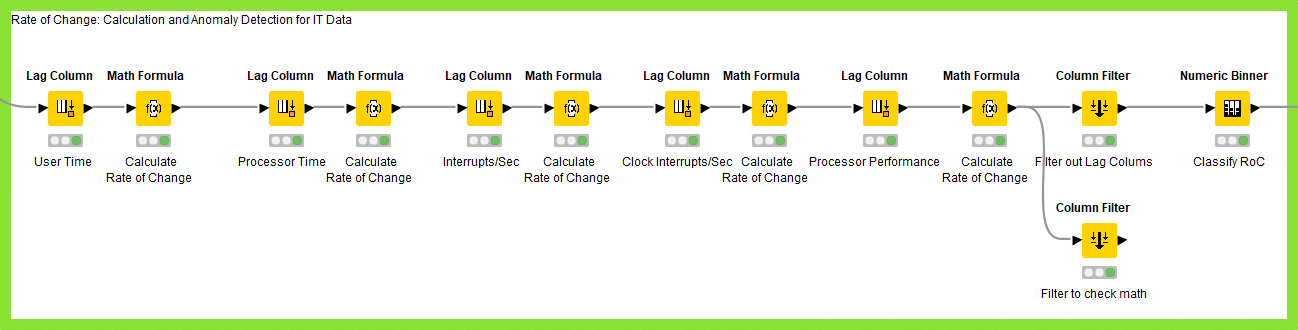 Rate of Change: Calculation and Anomaly Detection for IT Data
Lag Column Math Formula Lag Column Math Formula Lag Column Math Formula Lag Column Math Formula Lag Column Math Formula Column Filter Numeric Binner
f(x) f(x) f(x) f(x) f(x)
User Time Calculate Processor Time Calculate Interrupts/Sec Calculate Clock Interrupts/Sec Calculate Processor Performance Calculate Filter out Lag Colums Classify RoC
Rate of Change Rate of Change Rate of Change Rate of Change Rate of Change
Column Filter
Filter to check math